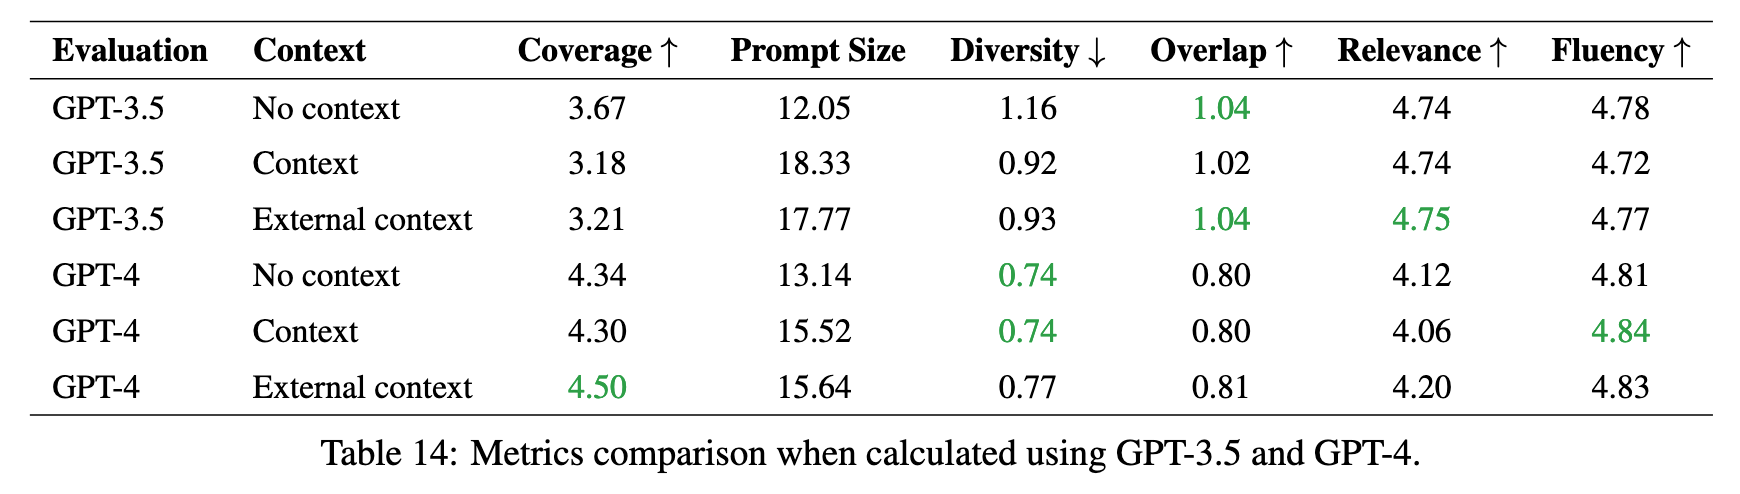 Evaluation Context Coverage ↑ Prompt Size Diversity ↓ Overlap ↑ Relevance ↑ Fluency ↑
GPT-3.5 No context 3.67 12.05 1.16 1.04 4.74 4.78
GPT-3.5 Context 3.18 18.33 0.92 1.02 4.74 4.72
GPT-3.5 External context 3.21 17.77 0.93 1.04 4.75 4.77
GPT-4 No context 4.34 13.14 0.74 0.80 4.12 4.81
GPT-4 Context 4.30 15.52 0.74 0.80 4.06 4.84
GPT-4 External context 4.50 15.64 0.77 0.81 4.20 4.83
Table 14: Metrics comparison when calculated using GPT-3.5 and GPT-4.